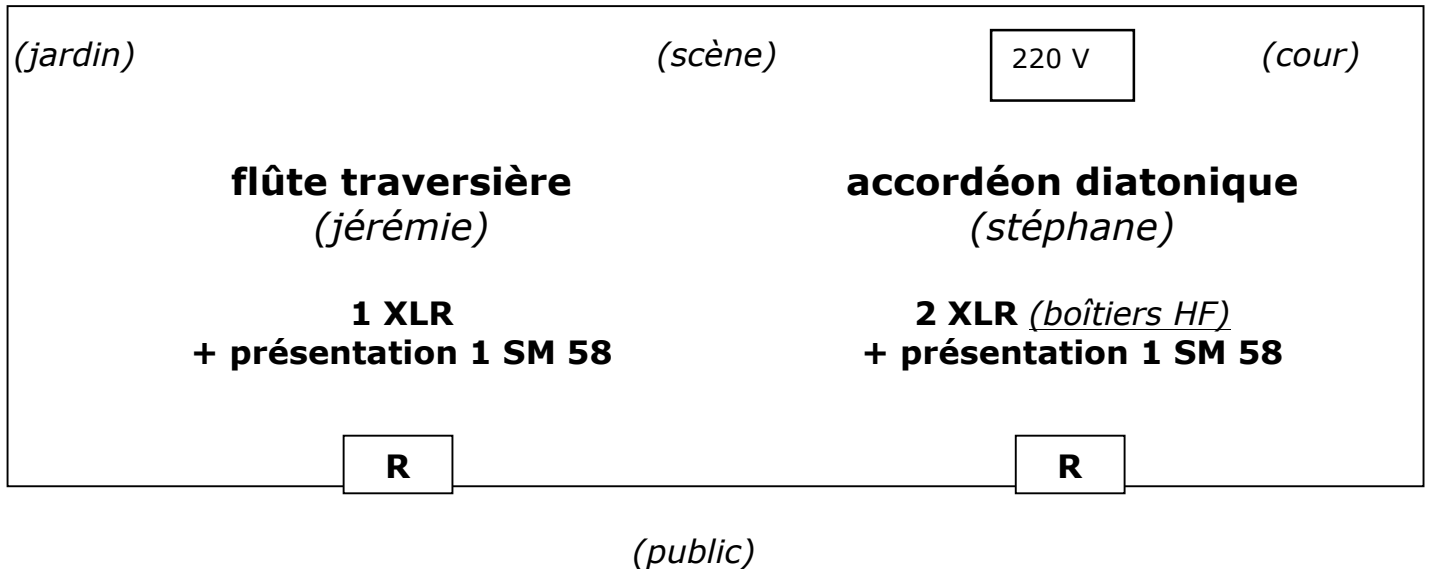 (jardin) (scène) 220 V (cour)
flûte traversière accordéon diatonique
(jérémie) (stéphane)
1 XLR 2 XLR (boîtiers HF)
+ présentation 1 SM 58 + présentation 1 SM 58
R R
(public)